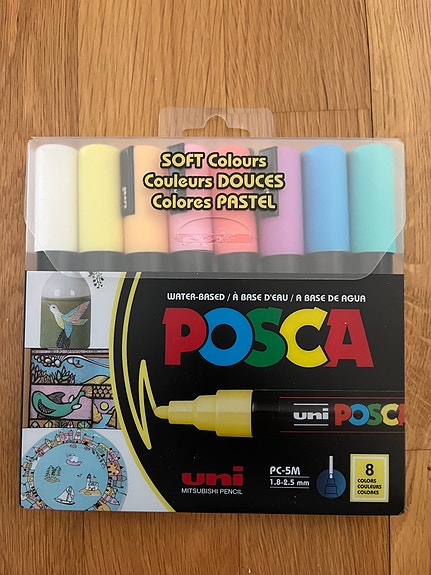 SOFT Colours
Couleurs DOUCES
Colores PASTEL
uni
WATER-BASED / À BASE D'EAU / A BASE DE AGUA
POSCA
uni POSCA
uni
MITSUBISHI PENCIL
PC-5M
1.8-2.5 mm
8
COLORS
COULEURS
COLORES